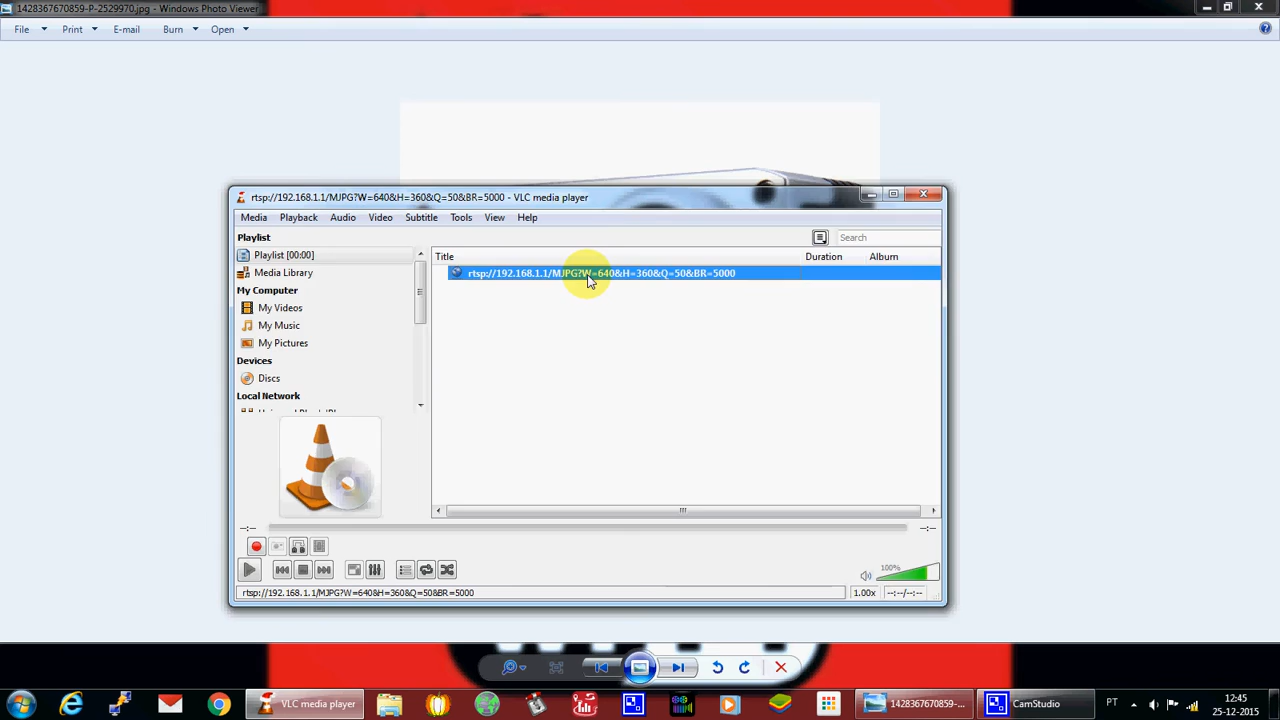 1428367670859-P-2529970.jpg - Windows Photo Viewer
File Print E-mail Burn Open
rtsp://192.168.1.1/MJPG?W=640&H=360&Q=50&BR=5000 - VLC media player
Media Playback Audio Video Subtitle Tools View Help
Playlist
Search
Playlist [00:00]
Title Duration Album
Media Library
rtsp://192.168.1.1/MJPG?W=640&H=360&Q=50&BR=5000
My Computer
My Videos
My Music
My Pictures
Devices
Discs
Local Network
--:-- --:--
100%
rtsp://192.168.1.1/MJPG?W=640&H=360&Q=50&BR=5000 1.00x --:--/--:--
VLC media player
1428367670859-...
CamStudio
PT
12:45
25-12-2015